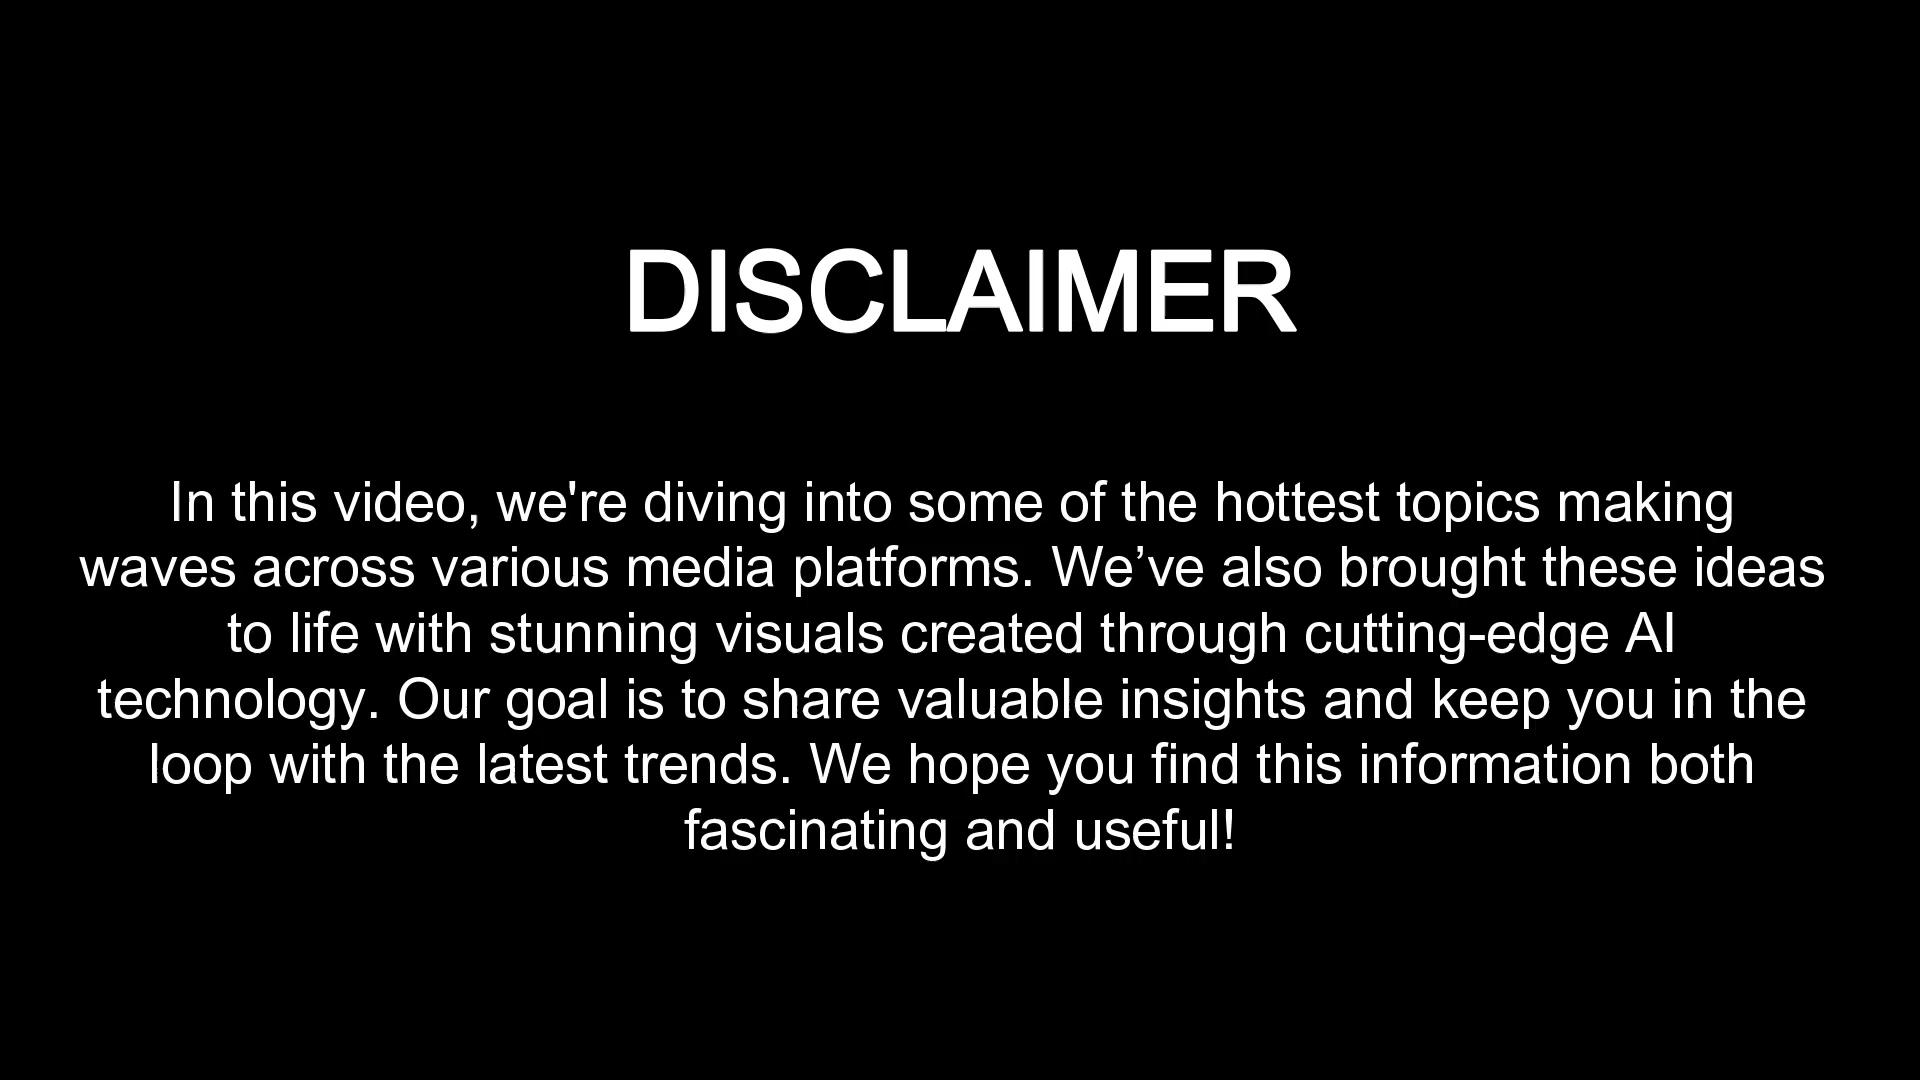 DISCLAIMER
In this video, we're diving into some of the hottest topics making
waves across various media platforms. We’ve also brought these ideas
to life with stunning visuals created through cutting-edge AI
technology. Our goal is to share valuable insights and keep you in the
loop with the latest trends. We hope you find this information both
fascinating and useful!